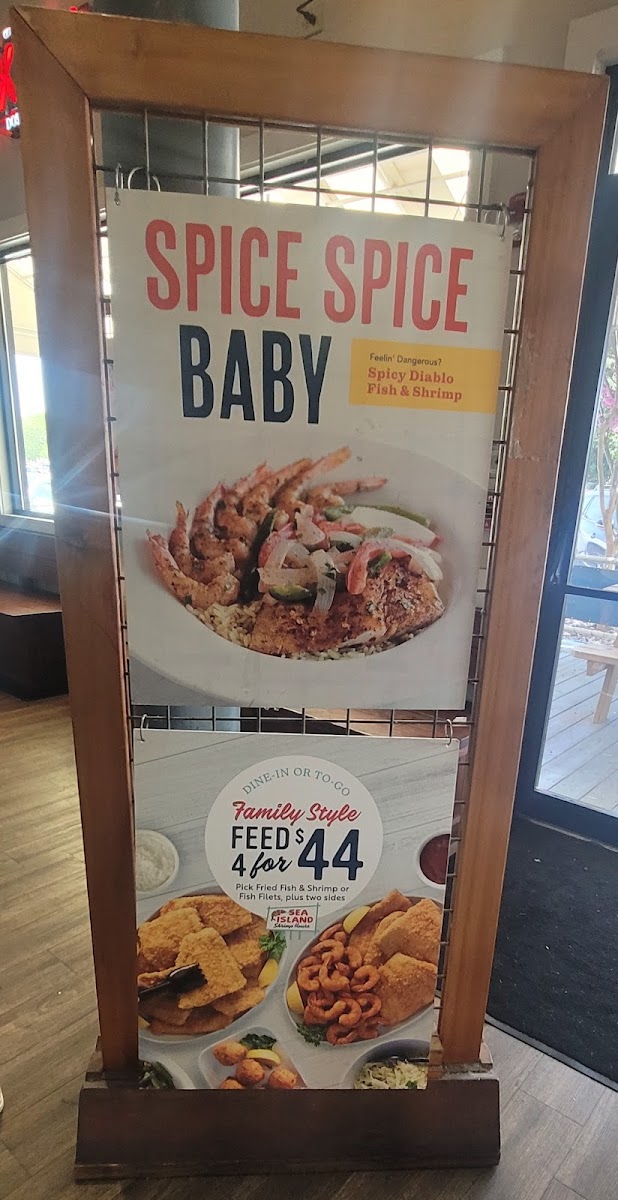 DOS
SPICE SPICE
BABY
Feelin' Dangerous?
Spicy Diablo
Fish & Shrimp
DINE-IN OR TO-GO
Family Style
FEED $
4 for 44
Pick Fried Fish & Shrimp or
Fish Filets, plus two sides
SEA
ISLAND
Shrimp House